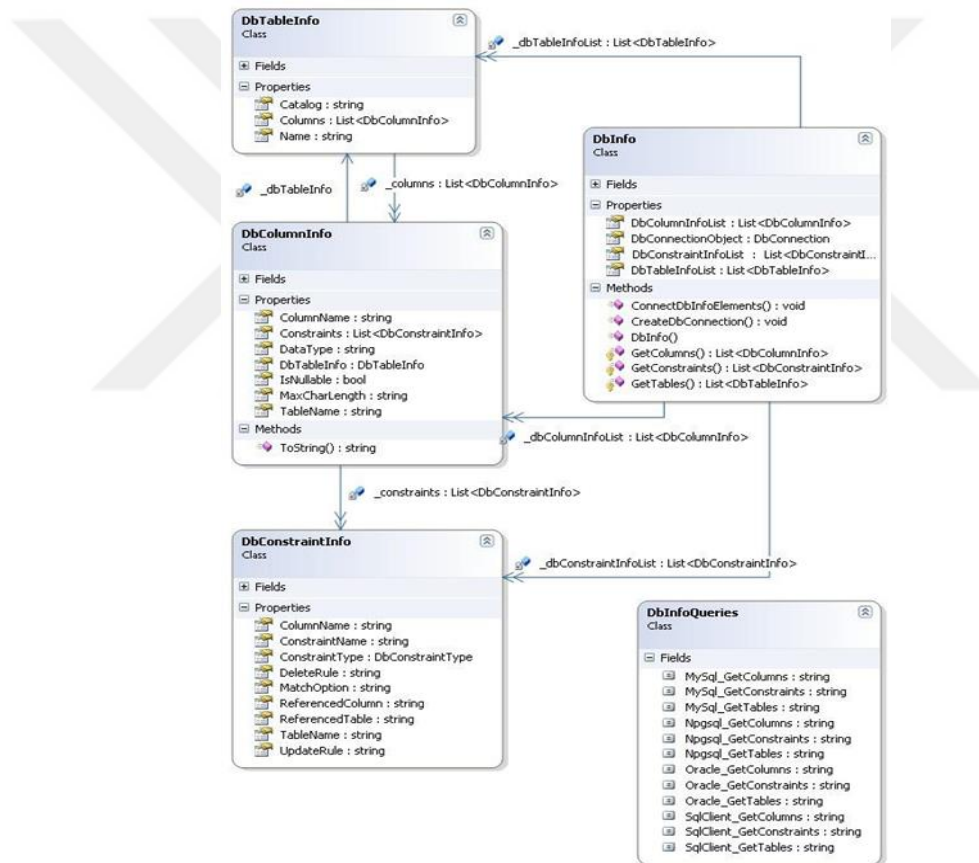 DbTableInfo
Class
Fields
Properties
Catalog : string
Columns : List<DbColumnInfo>
Name : string
_dbTableInfoList : List<DbTableInfo>
_dbTableInfo
_columns : List<DbColumnInfo>
DbInfo
Class
Fields
Properties
DbColumnInfoList : List<DbColumnInfo>
DbConnectionObject : DbConnection
DbConstraintInfoList : List<DbConstraintI...
DbTableInfoList : List<DbTableInfo>
Methods
ConnectDbInfoElements() : void
CreateDbConnection() : void
DbInfo()
GetColumns() : List<DbColumnInfo>
GetConstraints() : List<DbConstraintInfo>
GetTables() : List<DbTableInfo>
DbColumnInfo
Class
Fields
Properties
ColumnName : string
Constraints : List<DbConstraintInfo>
DataType : string
DbTableInfo : DbTableInfo
IsNullable : bool
MaxCharLength : string
TableName : string
Methods
ToString() : string
_dbColumnInfoList : List<DbColumnInfo>
_constraints : List<DbConstraintInfo>
DbConstraintInfo
Class
Fields
Properties
ColumnName : string
ConstraintName : string
ConstraintType : DbConstraintType
DeleteRule : string
MatchOption : string
ReferencedColumn : string
ReferencedTable : string
TableName : string
UpdateRule : string
_dbConstraintInfoList : List<DbConstraintInfo>
DbInfoQueries
Class
Fields
MySql_GetColumns : string
MySql_GetConstraints : string
MySql_GetTables : string
Npgsql_GetColumns : string
Npgsql_GetConstraints : string
Npgsql_GetTables : string
Oracle_GetColumns : string
Oracle_GetConstraints : string
Oracle_GetTables : string
SqlClient_GetColumns : string
SqlClient_GetConstraints : string
SqlClient_GetTables : string